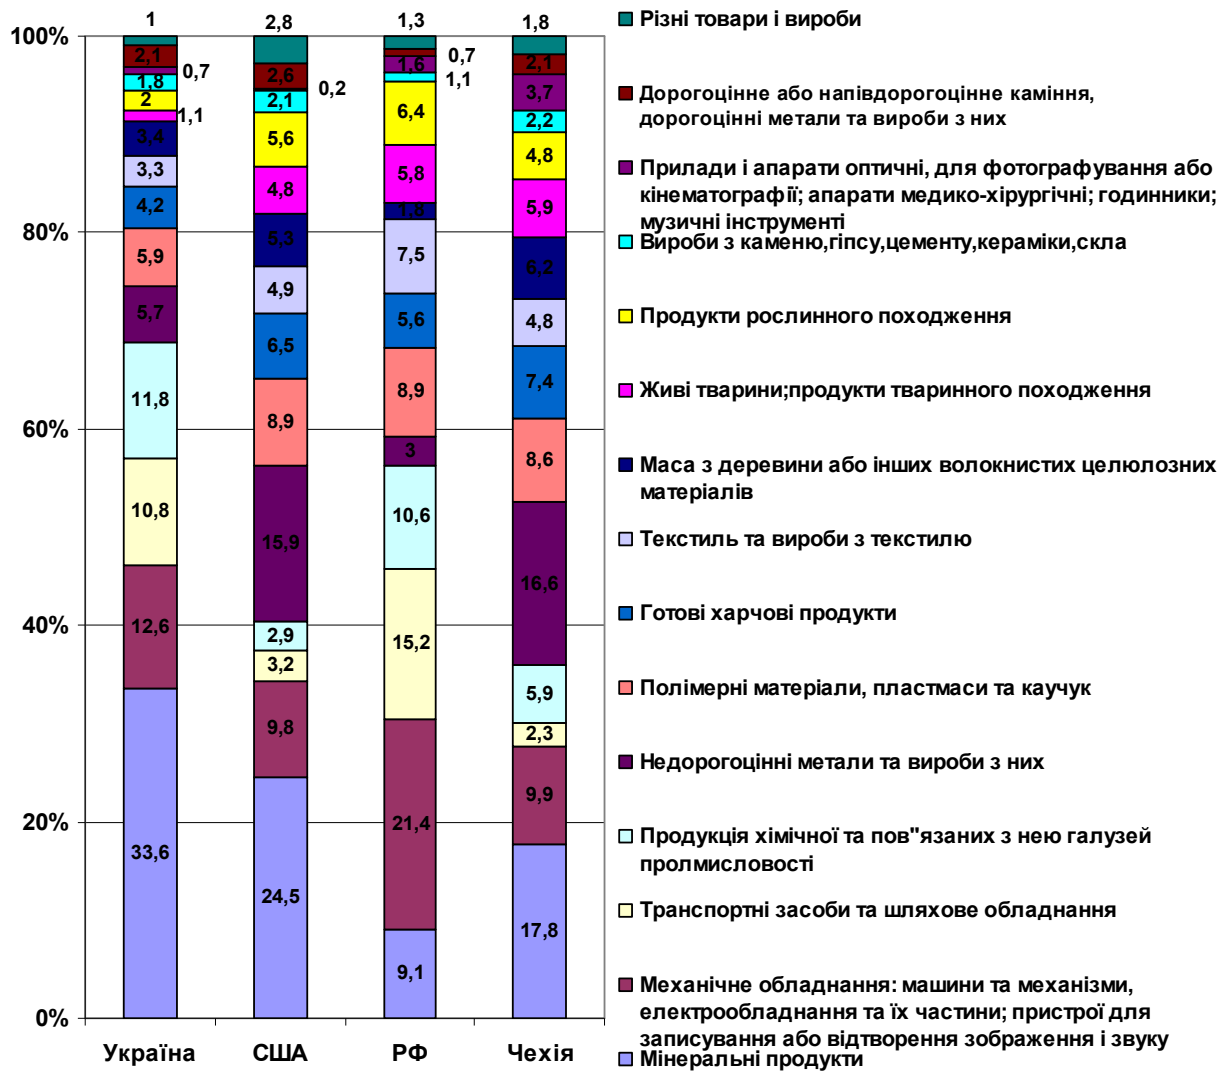 1
2,8
1,3
1,8
100%
80%
60%
40%
20%
0%
2,1
0,7
1,8
2
1,1
3,4
3,3
4,2
5,9
5,7
11,8
10,8
12,6
33,6
2,6
0,2
2,1
5,6
4,8
5,3
4,9
6,5
8,9
15,9
2,9
3,2
9,8
24,5
0,7
1,6
1,1
6,4
5,8
1,8
7,5
5,6
8,9
3
10,6
15,2
21,4
9,1
2,1
3,7
2,2
4,8
5,9
6,2
4,8
7,4
8,6
16,6
5,9
2,3
9,9
17,8
Україна
США
РФ
Чехія
Різні товари і вироби
Дорогоцінне або напівдорогоцінне каміння,
дорогоцінні метали та вироби з них
Прилади і апарати оптичні, для фотографування або
кінематографії; апарати медико-хірургічні; годинники;
музичні інструменті
Вироби з каменю,гіпсу,цементу,кераміки,скла
Продукти рослинного походження
Живі тварини;продукти тваринного походження
Маса з деревини або інших волокнистих целюлозних
матеріалів
Текстиль та вироби з текстилю
Готові харчові продукти
Полімерні матеріали, пластмаси та каучук
Недорогоцінні метали та вироби з них
Продукція хімічної та пов"язаних з нею галузей
пролмисловості
Транспортні засоби та шляхове обладнання
Механічне обладнання: машини та механізми,
електрообладнання та їх частини; пристрої для
записування або відтворення зображення і звуку
Мінеральні продукти